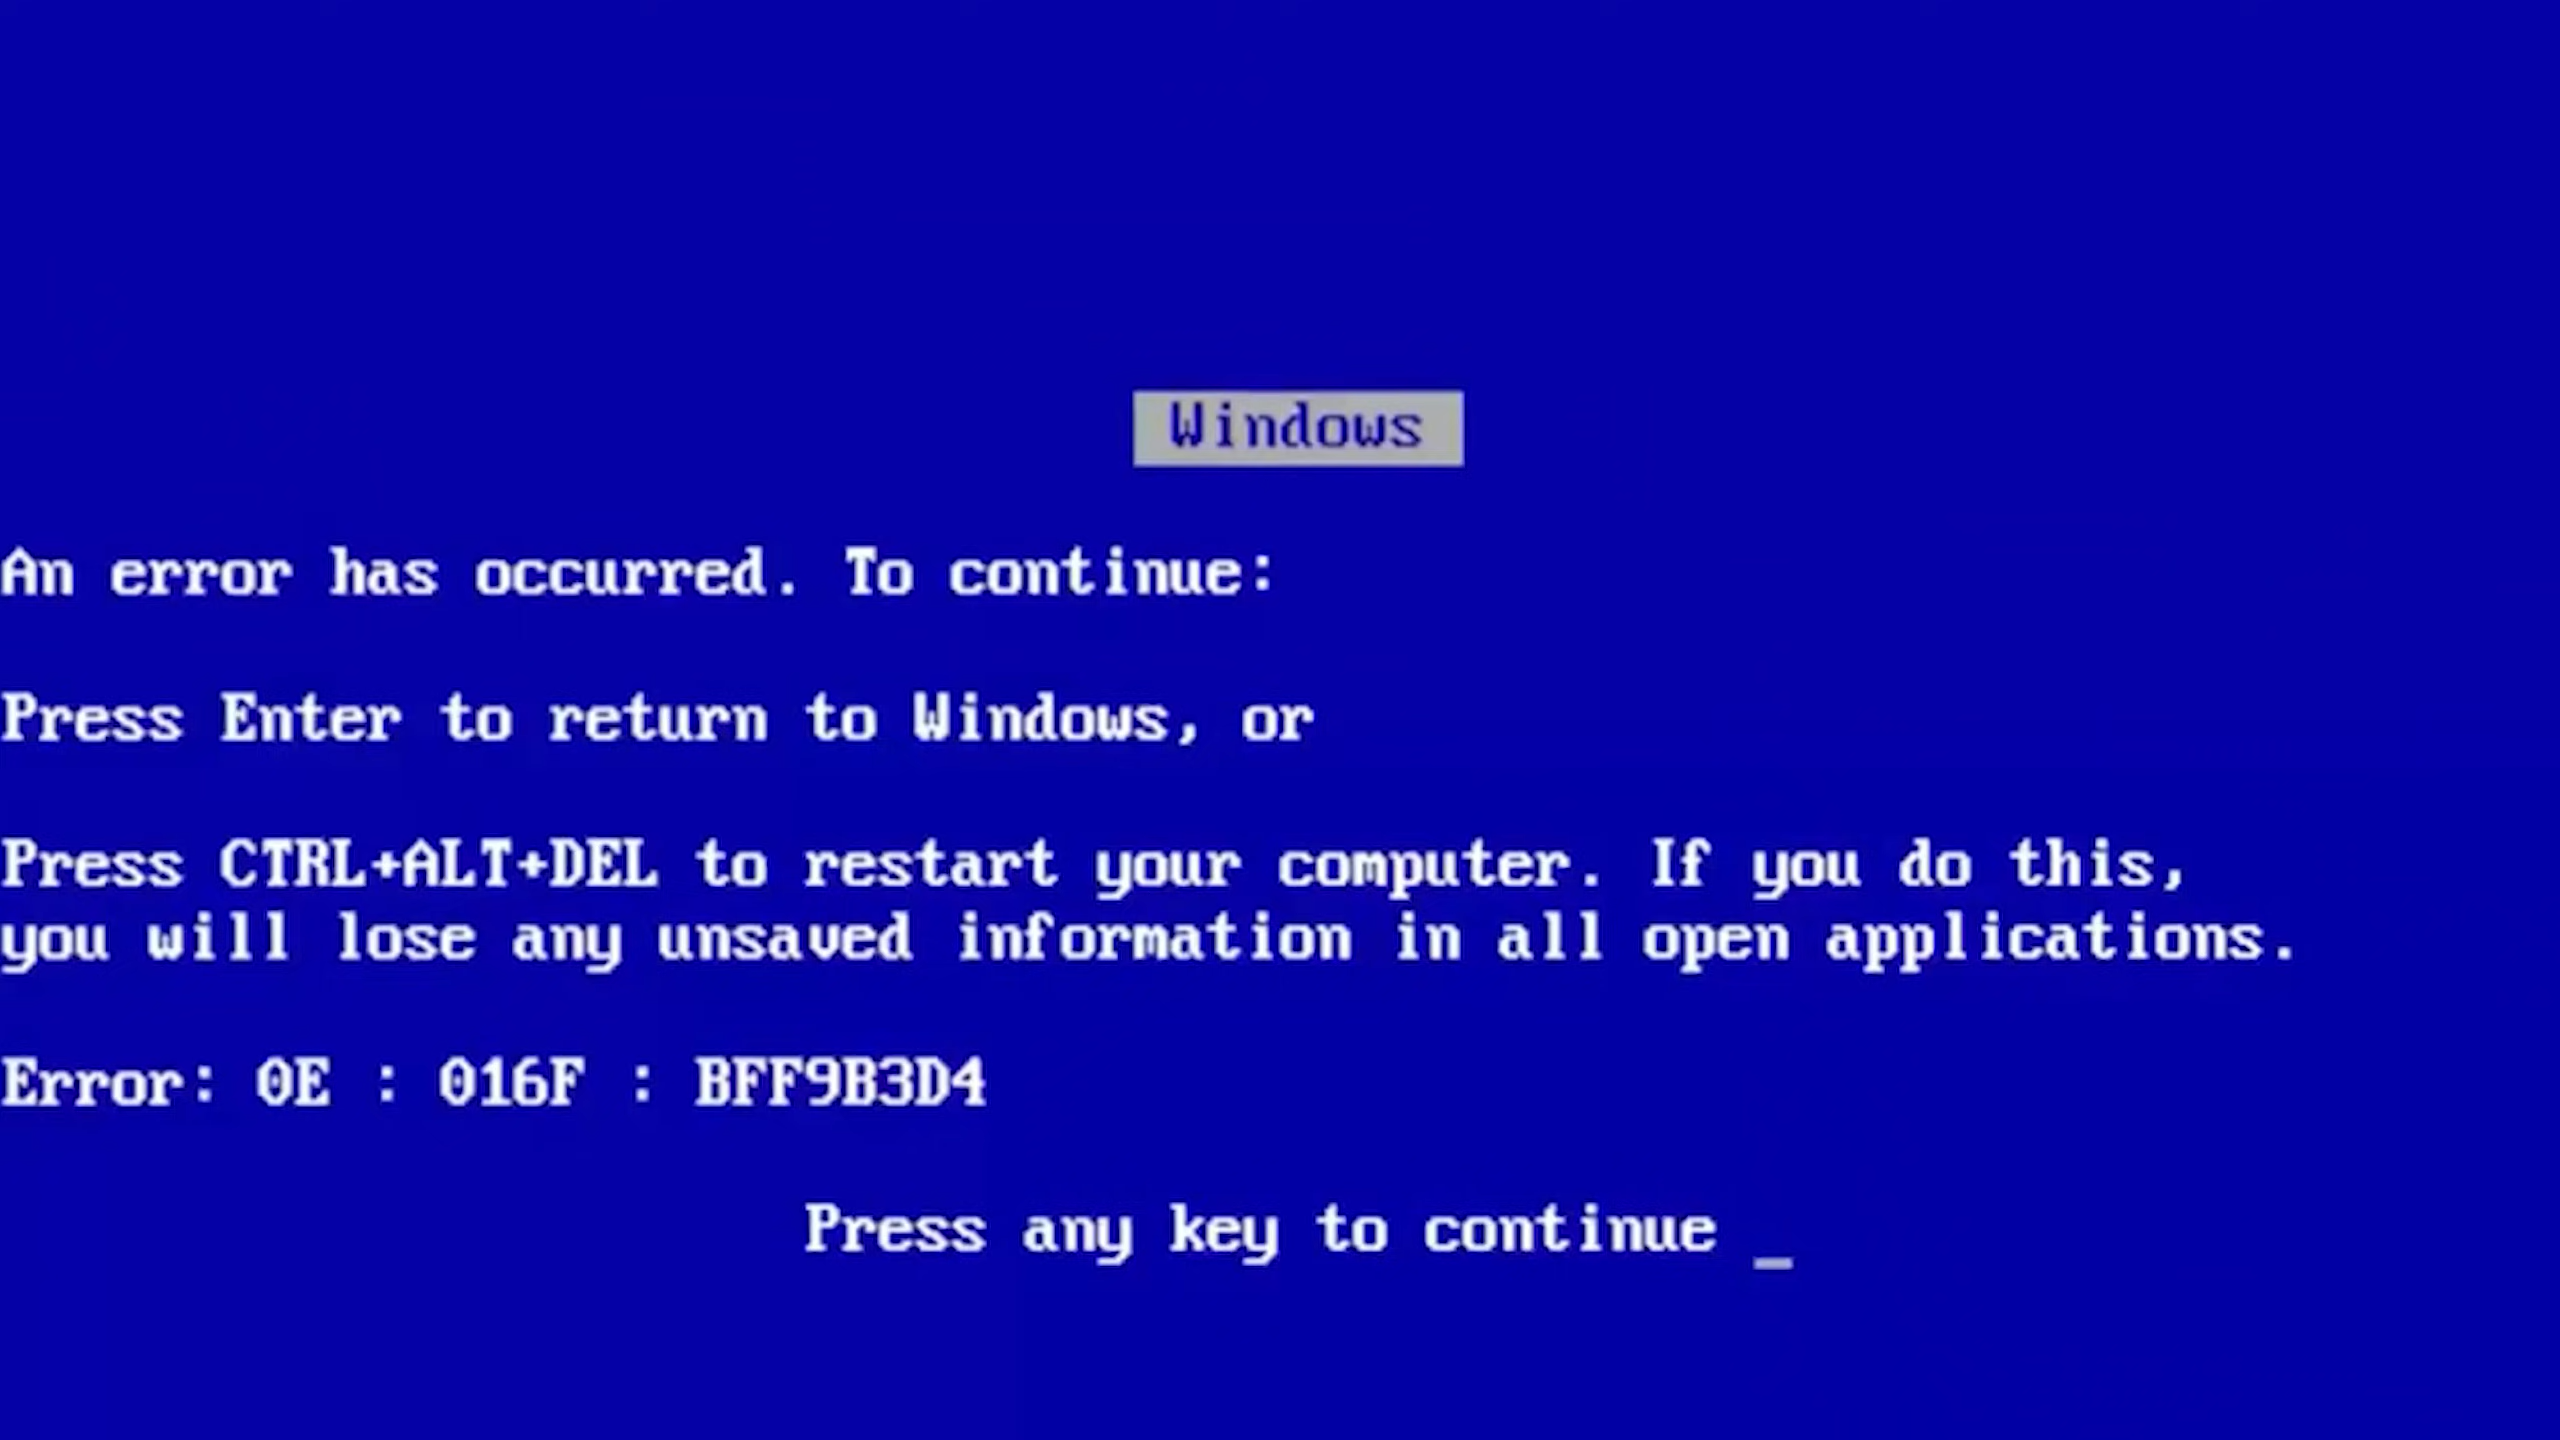 Windows
An error has occurred. To continue:
Press Enter to return to Windows, or
Press CTRL+ALT+DEL to restart your computer. If you do this,
you will lose any unsaved information in all open applications.
Error: 0E : 016F : BFF9B3D4
Press any key to continue _